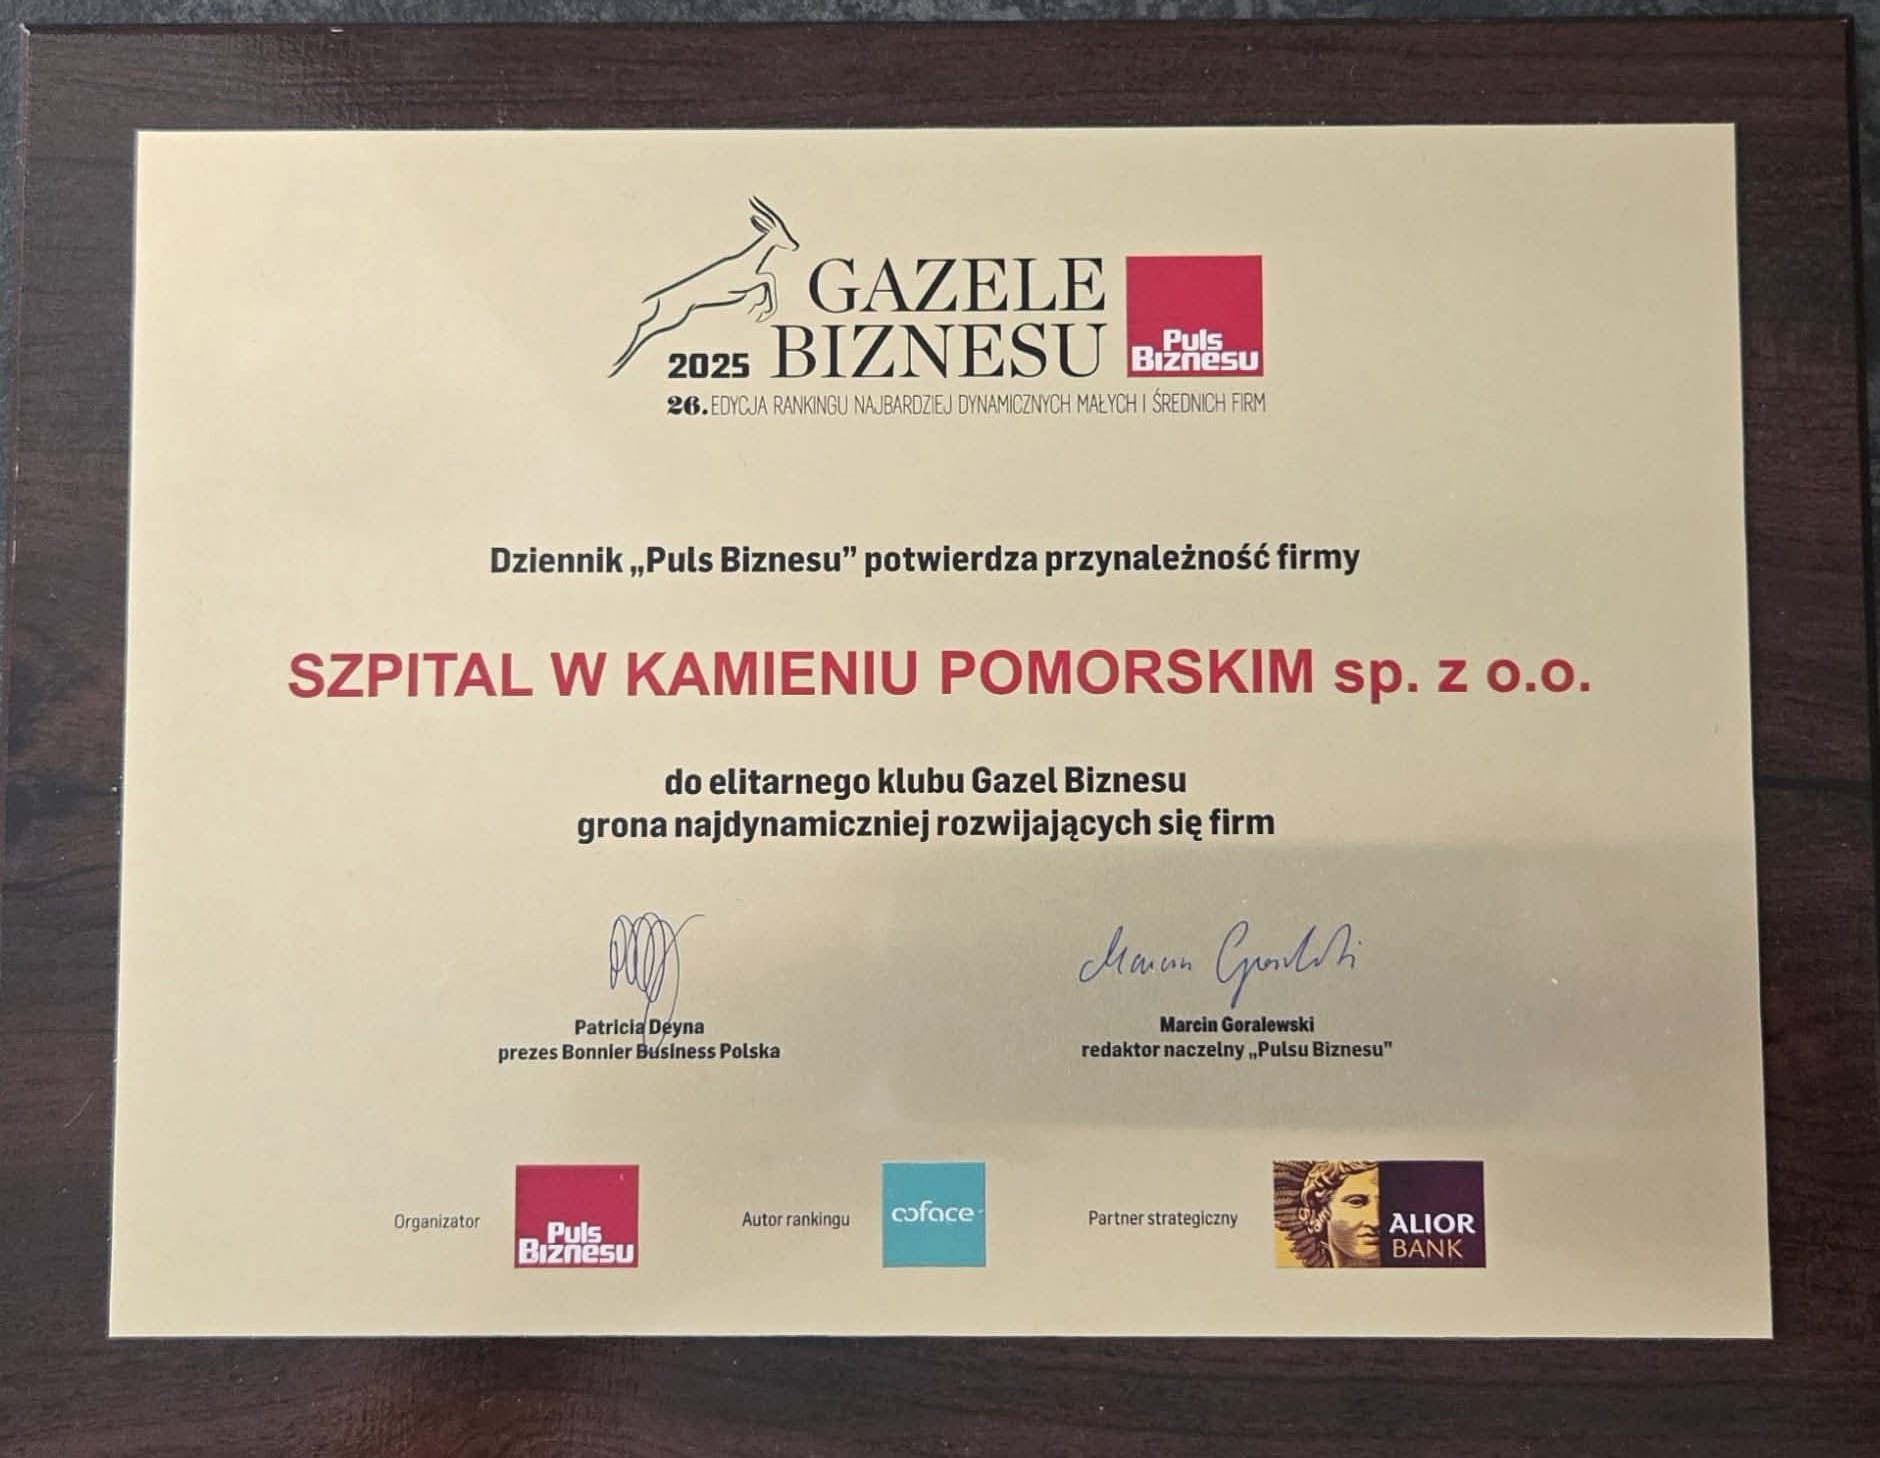 GAZELE
2025 BIZNESU
Puls
Biznesu
26. EDYCJA RANKINGU NAJBARDZIEJ DYNAMICZNYCH MAŁYCH I ŚREDNICH FIRM
Dziennik „Puls Biznesu” potwierdza przynależność firmy
SZPITAL W KAMIENIU POMORSKIM sp. z o.o.
do elitarnego klubu Gazel Biznesu
grona najdynamiczniej rozwijających się firm
Patricia Deyna
prezes Bonnier Business Polska
Marcin Goralewski
redaktor naczelny „Pulsu Biznesu”
Organizator
Puls
Biznesu
Autor rankingu
coface
Partner strategiczny
ALIOR
BANK